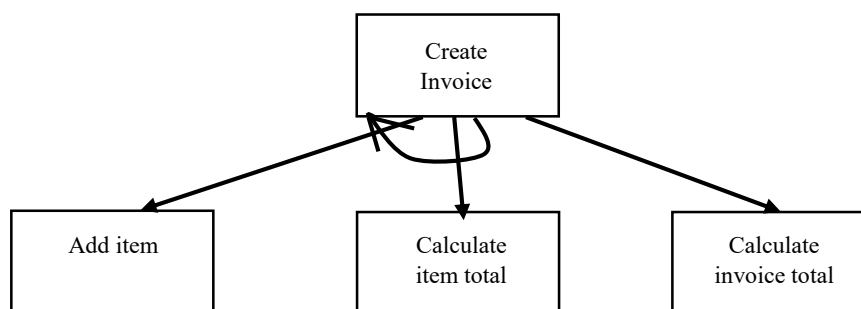 Create
Invoice
Add item
Calculate
item total
Calculate
invoice total